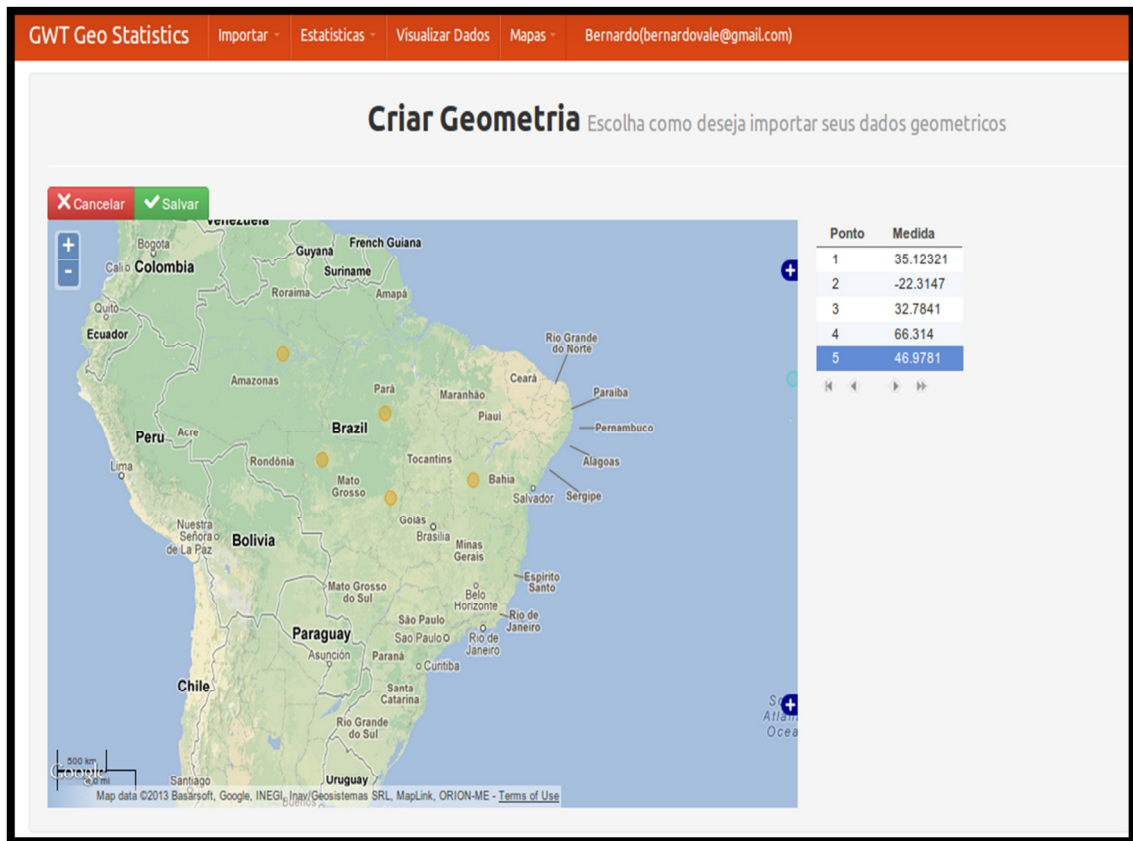 GWT Geo Statistics Importar Estatisticas Visualizar Dados Mapas Bernardo(bernardovale@gmail.com)
Criar Geometria Escolha como deseja importar seus dados geometricos
Cancelar Salvar
Venezuela
Bogota
Guyana
French Guiana
Cali
Colombia
Suriname
Roraima
Amapá
Quito
Ecuador
Rio Grande
do Norte
Amazonas
Pará
Maranhão
Ceará
Paraiba
Piaui
Brazil
Pernambuco
Peru
Acre
Lima
Rondônia
Tocantins
Alagoas
Mato
Grosso
Bahia
Salvador
Sergipe
Nuestra
Señora
de La Paz
Bolivia
Goiás
Brasilia
Minas
Gerais
Mato Grosso
do Sul
Espirito
Santo
Belo
Horizonte
Rio de
Janeiro
São Paulo
Sao Paulo
Rio de
Janeiro
Paraguay
Asunción
Paraná
Curitiba
Chile
Santa
Catarina
Rio Grande
do Sul
500 km
Google
Santiago
Uruguay
Buenos
Map data ©2013 Basarsoft, Google, INEGI, Inav/Geosistemas SRL, MapLink, ORION-ME - Terms of Use
Ponto Medida
1 35.12321
2 -22.3147
3 32.7841
4 66.314
5 46.9781